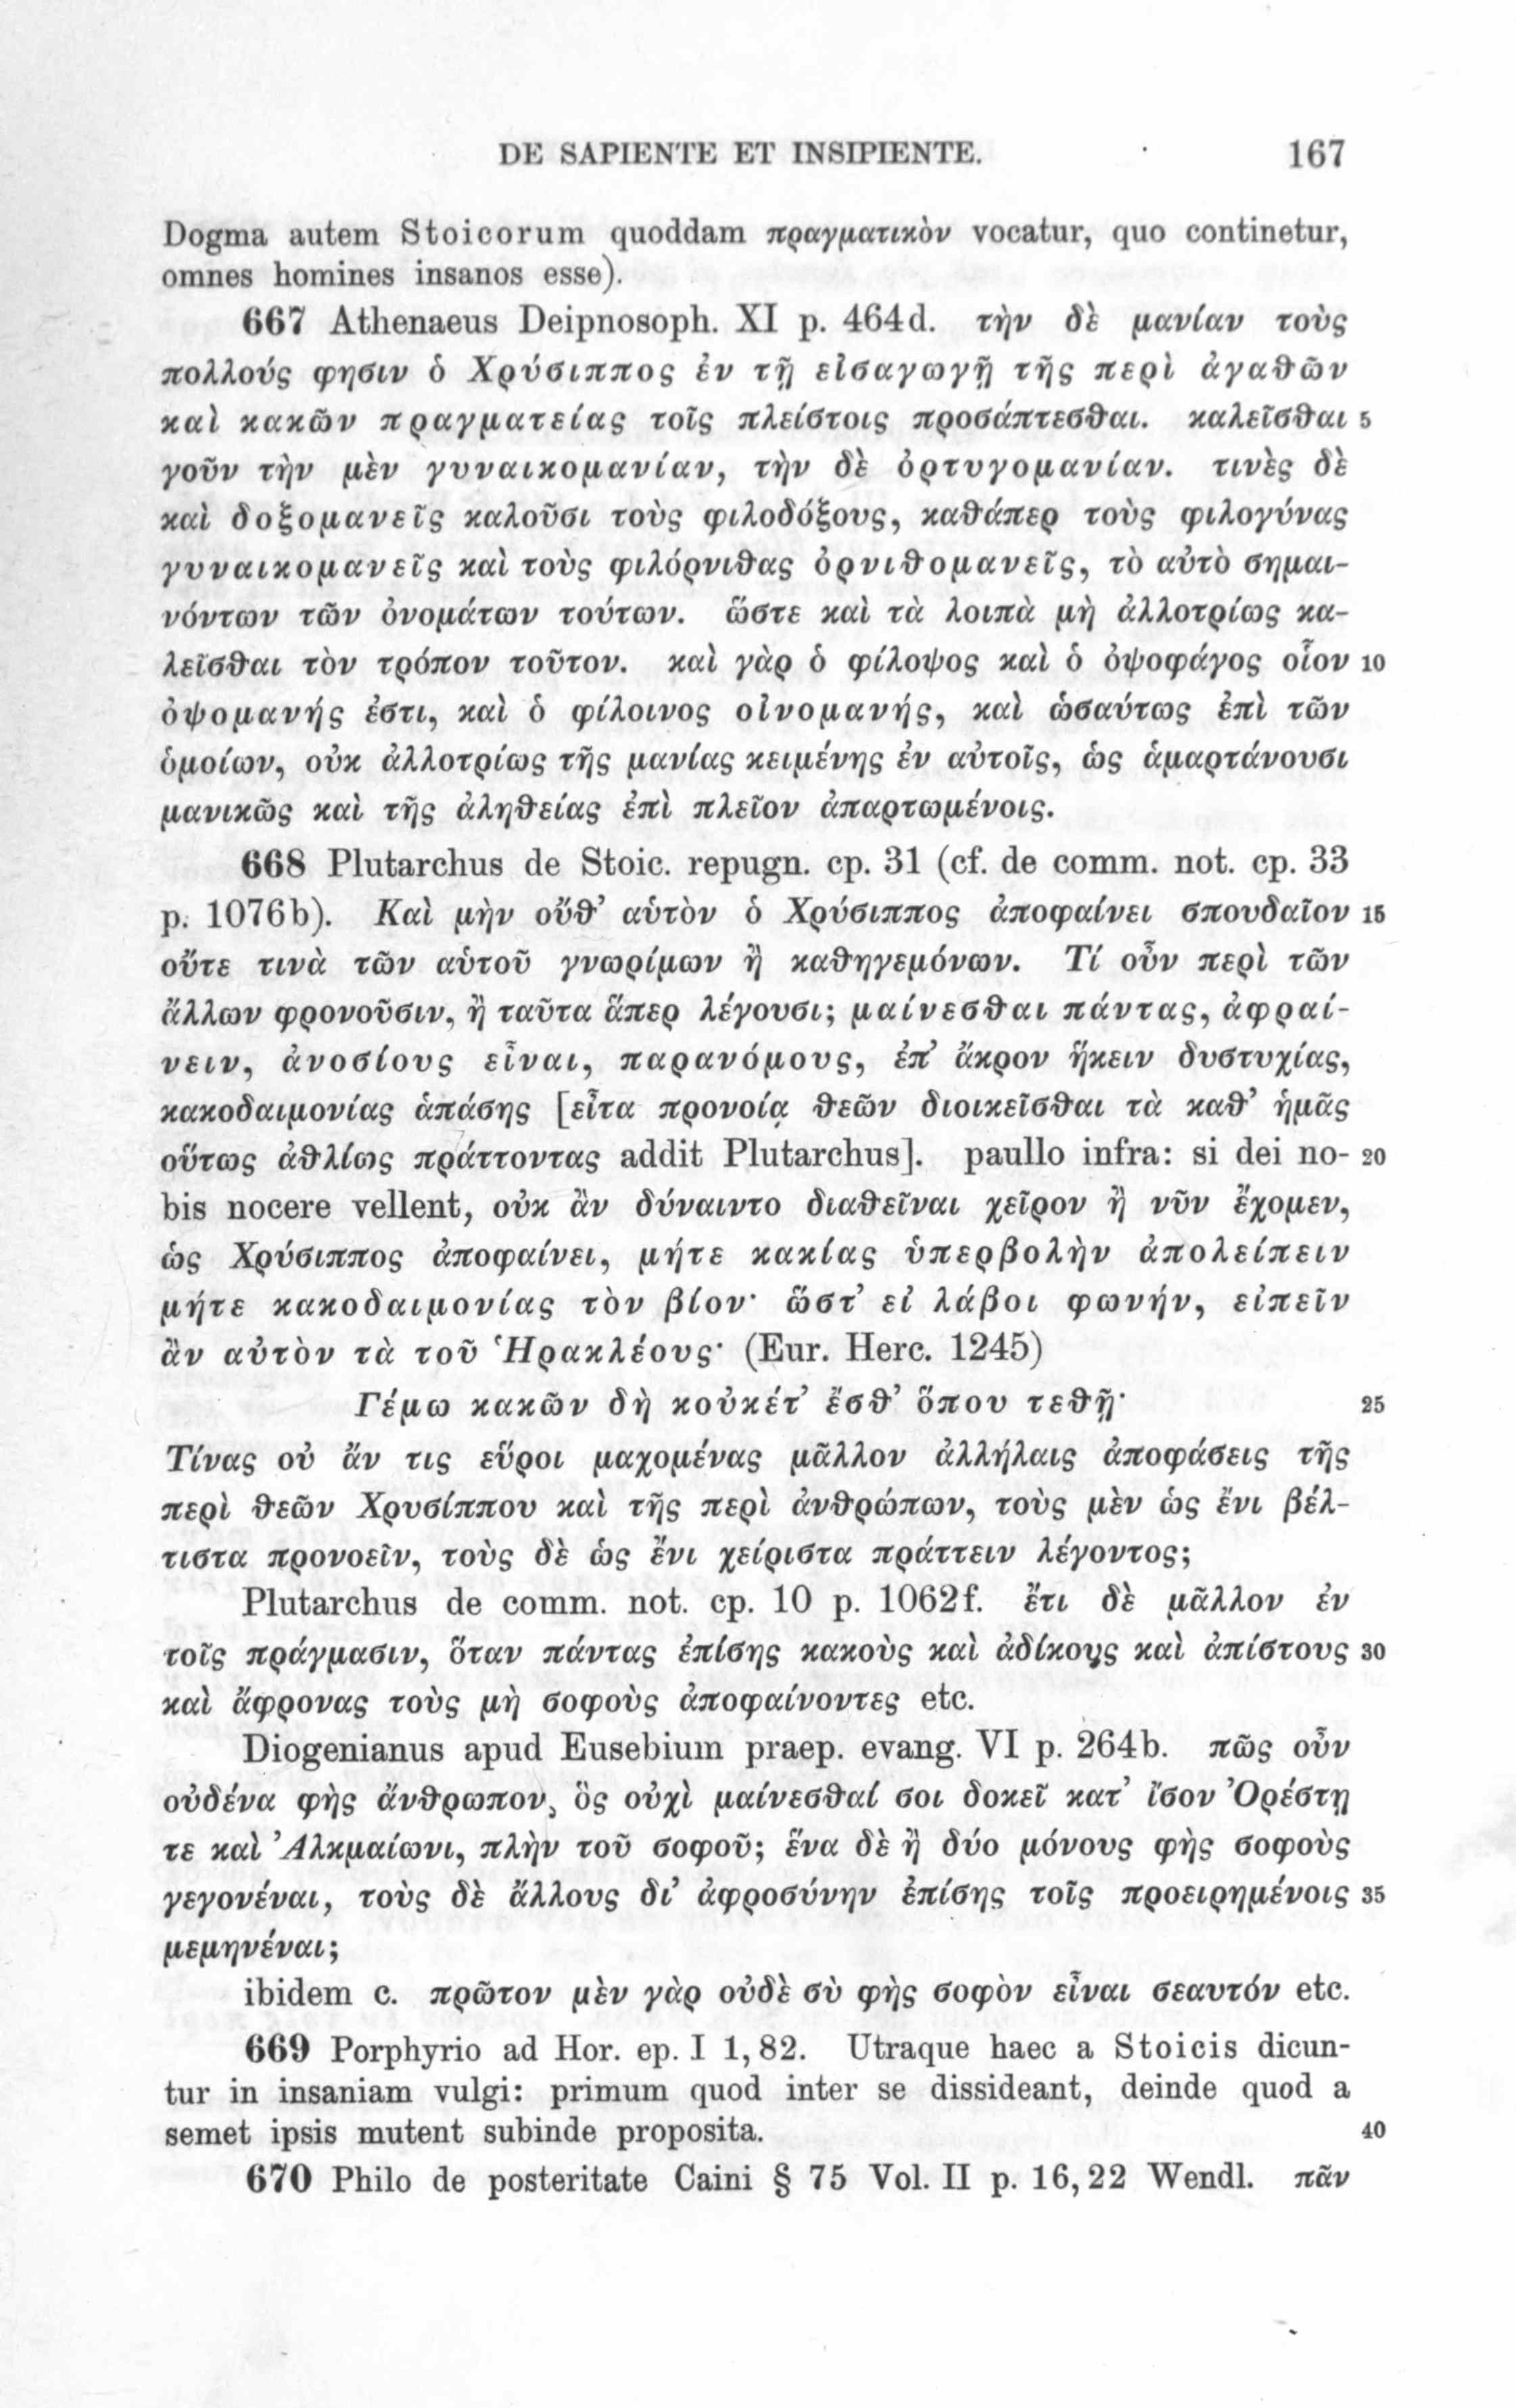 DE SAPIENTE ET INSIPIENTE. 167
Dogma autem Stoicorum quoddam πραγματικὸν vocatur, quo continetur,
omnes homines insanos esse).
667 Athenaeus Deipnosoph. XI p. 464d. τὴν δὲ μανίαν τοὺς
πολλούς φησιν ὁ Χρύσιππος ἐν τῇ εἰσαγωγῇ τῆς περὶ ἀγαθῶν
καὶ κακῶν πραγματείας τοῖς πλείστοις προσάπτεσθαι. καλεῖσθαι 5
γοῦν τὴν μὲν γυναικομανίαν, τὴν δὲ ὀρτυγομανίαν. τινὲς δὲ
καὶ δοξομανεῖς καλοῦσι τοὺς φιλοδόξους, καθάπερ τοὺς φιλογύνας
γυναικομανεῖς καὶ τοὺς φιλόρνιθας ὀρνιθομανεῖς, τὸ αὐτὸ σημαι-
νόντων τῶν ὀνομάτων τούτων. ὥστε καὶ τὰ λοιπὰ μὴ ἀλλοτρίως κα-
λεῖσθαι τὸν τρόπον τοῦτον. καὶ γὰρ ὁ φίλοψος καὶ ὁ ὀψοφάγος οἷον 10
ὀψομανής ἐστι, καὶ ὁ φίλοινος οἰνομανής, καὶ ὡσαύτως ἐπὶ τῶν
ὁμοίων, οὐκ ἀλλοτρίως τῆς μανίας κειμένης ἐν αὐτοῖς, ὡς ἁμαρτάνουσι
μανικῶς καὶ τῆς ἀληθείας ἐπὶ πλεῖον ἀπαρτωμένοις.
668 Plutarchus de Stoic. repugn. cp. 31 (cf. de comm. not. cp. 33
p. 1076b). Καὶ μὴν οὔθ’ αὑτὸν ὁ Χρύσιππος ἀποφαίνει σπουδαῖον 15
οὔτε τινὰ τῶν αὑτοῦ γνωρίμων ἢ καθηγεμόνων. Τί οὖν περὶ τῶν
ἄλλων φρονοῦσιν, ἢ ταῦτα ἅπερ λέγουσι; μαίνεσθαι πάντας, ἀφραί-
νειν, ἀνοσίους εἶναι, παρανόμους, ἐπ’ ἄκρον ἥκειν δυστυχίας,
κακοδαιμονίας ἁπάσης [εἶτα προνοίᾳ θεῶν διοικεῖσθαι τὰ καθ’ ἡμᾶς
οὕτως ἀθλίως πράττοντας addit Plutarchus]. paullo infra: si dei no- 20
bis nocere vellent, οὐκ ἂν δύναιντο διαθεῖναι χεῖρον ἢ νῦν ἔχομεν,
ὡς Χρύσιππος ἀποφαίνει, μήτε κακίας ὑπερβολὴν ἀπολείπειν
μήτε κακοδαιμονίας τὸν βίον· ὥστ’ εἰ λάβοι φωνήν, εἰπεῖν
ἂν αὐτὸν τὰ τοῦ Ἡρακλέους· (Eur. Herc. 1245)
Γέμω κακῶν δὴ κοὐκέτ’ ἔσθ’ ὅπου τεθῇ· 25
Τίνας οὐ ἄν τις εὕροι μαχομένας μᾶλλον ἀλλήλαις ἀποφάσεις τῆς
περὶ θεῶν Χρυσίππου καὶ τῆς περὶ ἀνθρώπων, τοὺς μὲν ὡς ἔνι βέλ-
τιστα προνοεῖν, τοὺς δὲ ὡς ἔνι χείριστα πράττειν λέγοντος;
Plutarchus de comm. not. cp. 10 p. 1062f. ἔτι δὲ μᾶλλον ἐν
τοῖς πράγμασιν, ὅταν πάντας ἐπίσης κακοὺς καὶ ἀδίκους καὶ ἀπίστους 30
καὶ ἄφρονας τοὺς μὴ σοφοὺς ἀποφαίνοντες etc.
Diogenianus apud Eusebium praep. evang. VI p. 264b. πῶς οὖν
οὐδένα φῂς ἄνθρωπον, ὃς οὐχὶ μαίνεσθαί σοι δοκεῖ κατ’ ἴσον Ὀρέστῃ
τε καὶ Ἀλκμαίωνι, πλὴν τοῦ σοφοῦ; ἕνα δὲ ἢ δύο μόνους φῂς σοφοὺς
γεγονέναι, τοὺς δὲ ἄλλους δι’ ἀφροσύνην ἐπίσης τοῖς προειρημένοις 35
μεμηνέναι;
ibidem c. πρῶτον μὲν γὰρ οὐδὲ σὺ φῂς σοφὸν εἶναι σεαυτόν etc.
669 Porphyrio ad Hor. ep. I 1, 82. Utraque haec a Stoicis dicun-
tur in insaniam vulgi: primum quod inter se dissideant, deinde quod a
semet ipsis mutent subinde proposita. 40
670 Philo de posteritate Caini § 75 Vol. II p. 16, 22 Wendl. πᾶν